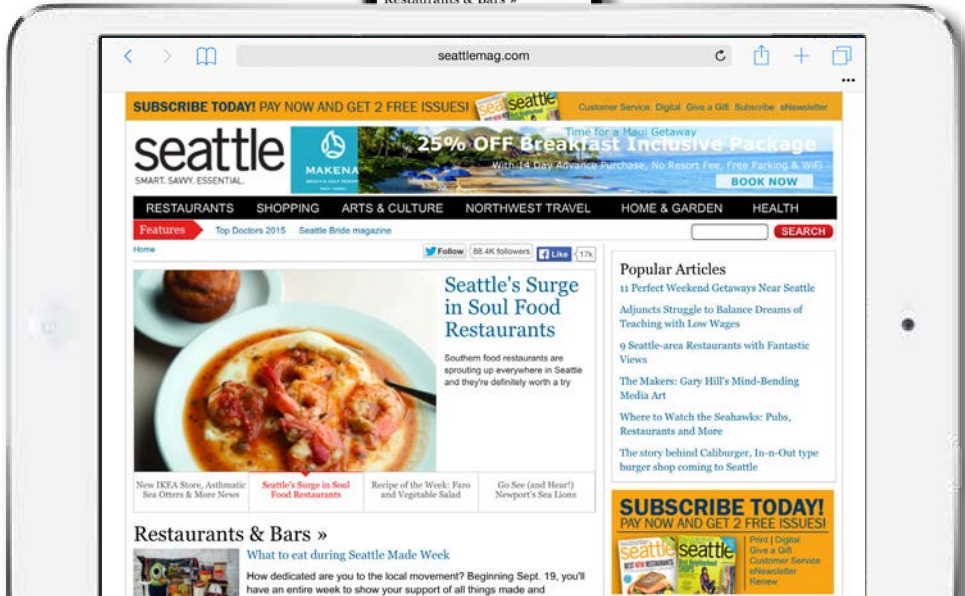 Restaurants & Bars »
seattlemag.com
SUBSCRIBE TODAY! PAY NOW AND GET 2 FREE ISSUES!
seattle
Customer Service: Digital Give a Gift Subscribe eNewsletter
seattle
SMART. SAVVY. ESSENTIAL.
MAKENA
Time for a Maui Getaway
25% OFF Breakfast Inclusive Package
With 14 Day Advance Purchase, No Resort Fee, Free Parking & WiFi
BOOK NOW
RESTAURANTS SHOPPING ARTS & CULTURE NORTHWEST TRAVEL HOME & GARDEN HEALTH
Features Top Doctors 2015 Seattle Bride magazine
SEARCH
Home
Follow 88.4K followers Like 17k
Seattle's Surge
in Soul Food
Restaurants
Southern food restaurants are
sprouting up everywhere in Seattle
and they're definitely worth a try
New IKEA Store, Asthmatic
Sea Otters & More News
Seattle's Surge in Soul
Food Restaurants
Recipe of the Week: Faro
and Vegetable Salad
Go See (and Hear!)
Newport's Sea Lions
Restaurants & Bars »
What to eat during Seattle Made Week
How dedicated are you to the local movement? Beginning Sept. 19, you'll
have an entire week to show your support of all things made and
Popular Articles
11 Perfect Weekend Getaways Near Seattle
Adjuncts Struggle to Balance Dreams of
Teaching with Low Wages
9 Seattle-area Restaurants with Fantastic
Views
The Makers: Gary Hill's Mind-Bending
Media Art
Where to Watch the Seahawks: Pubs,
Restaurants and More
The story behind Caliburger, In-n-Out type
burger shop coming to Seattle
SUBSCRIBE TODAY!
PAY NOW AND GET 2 FREE ISSUES!
seattle seattle
BEST NEW RESTAURANTS
Print | Digital
Give a Gift
Customer Service
eNewsletter
Renew